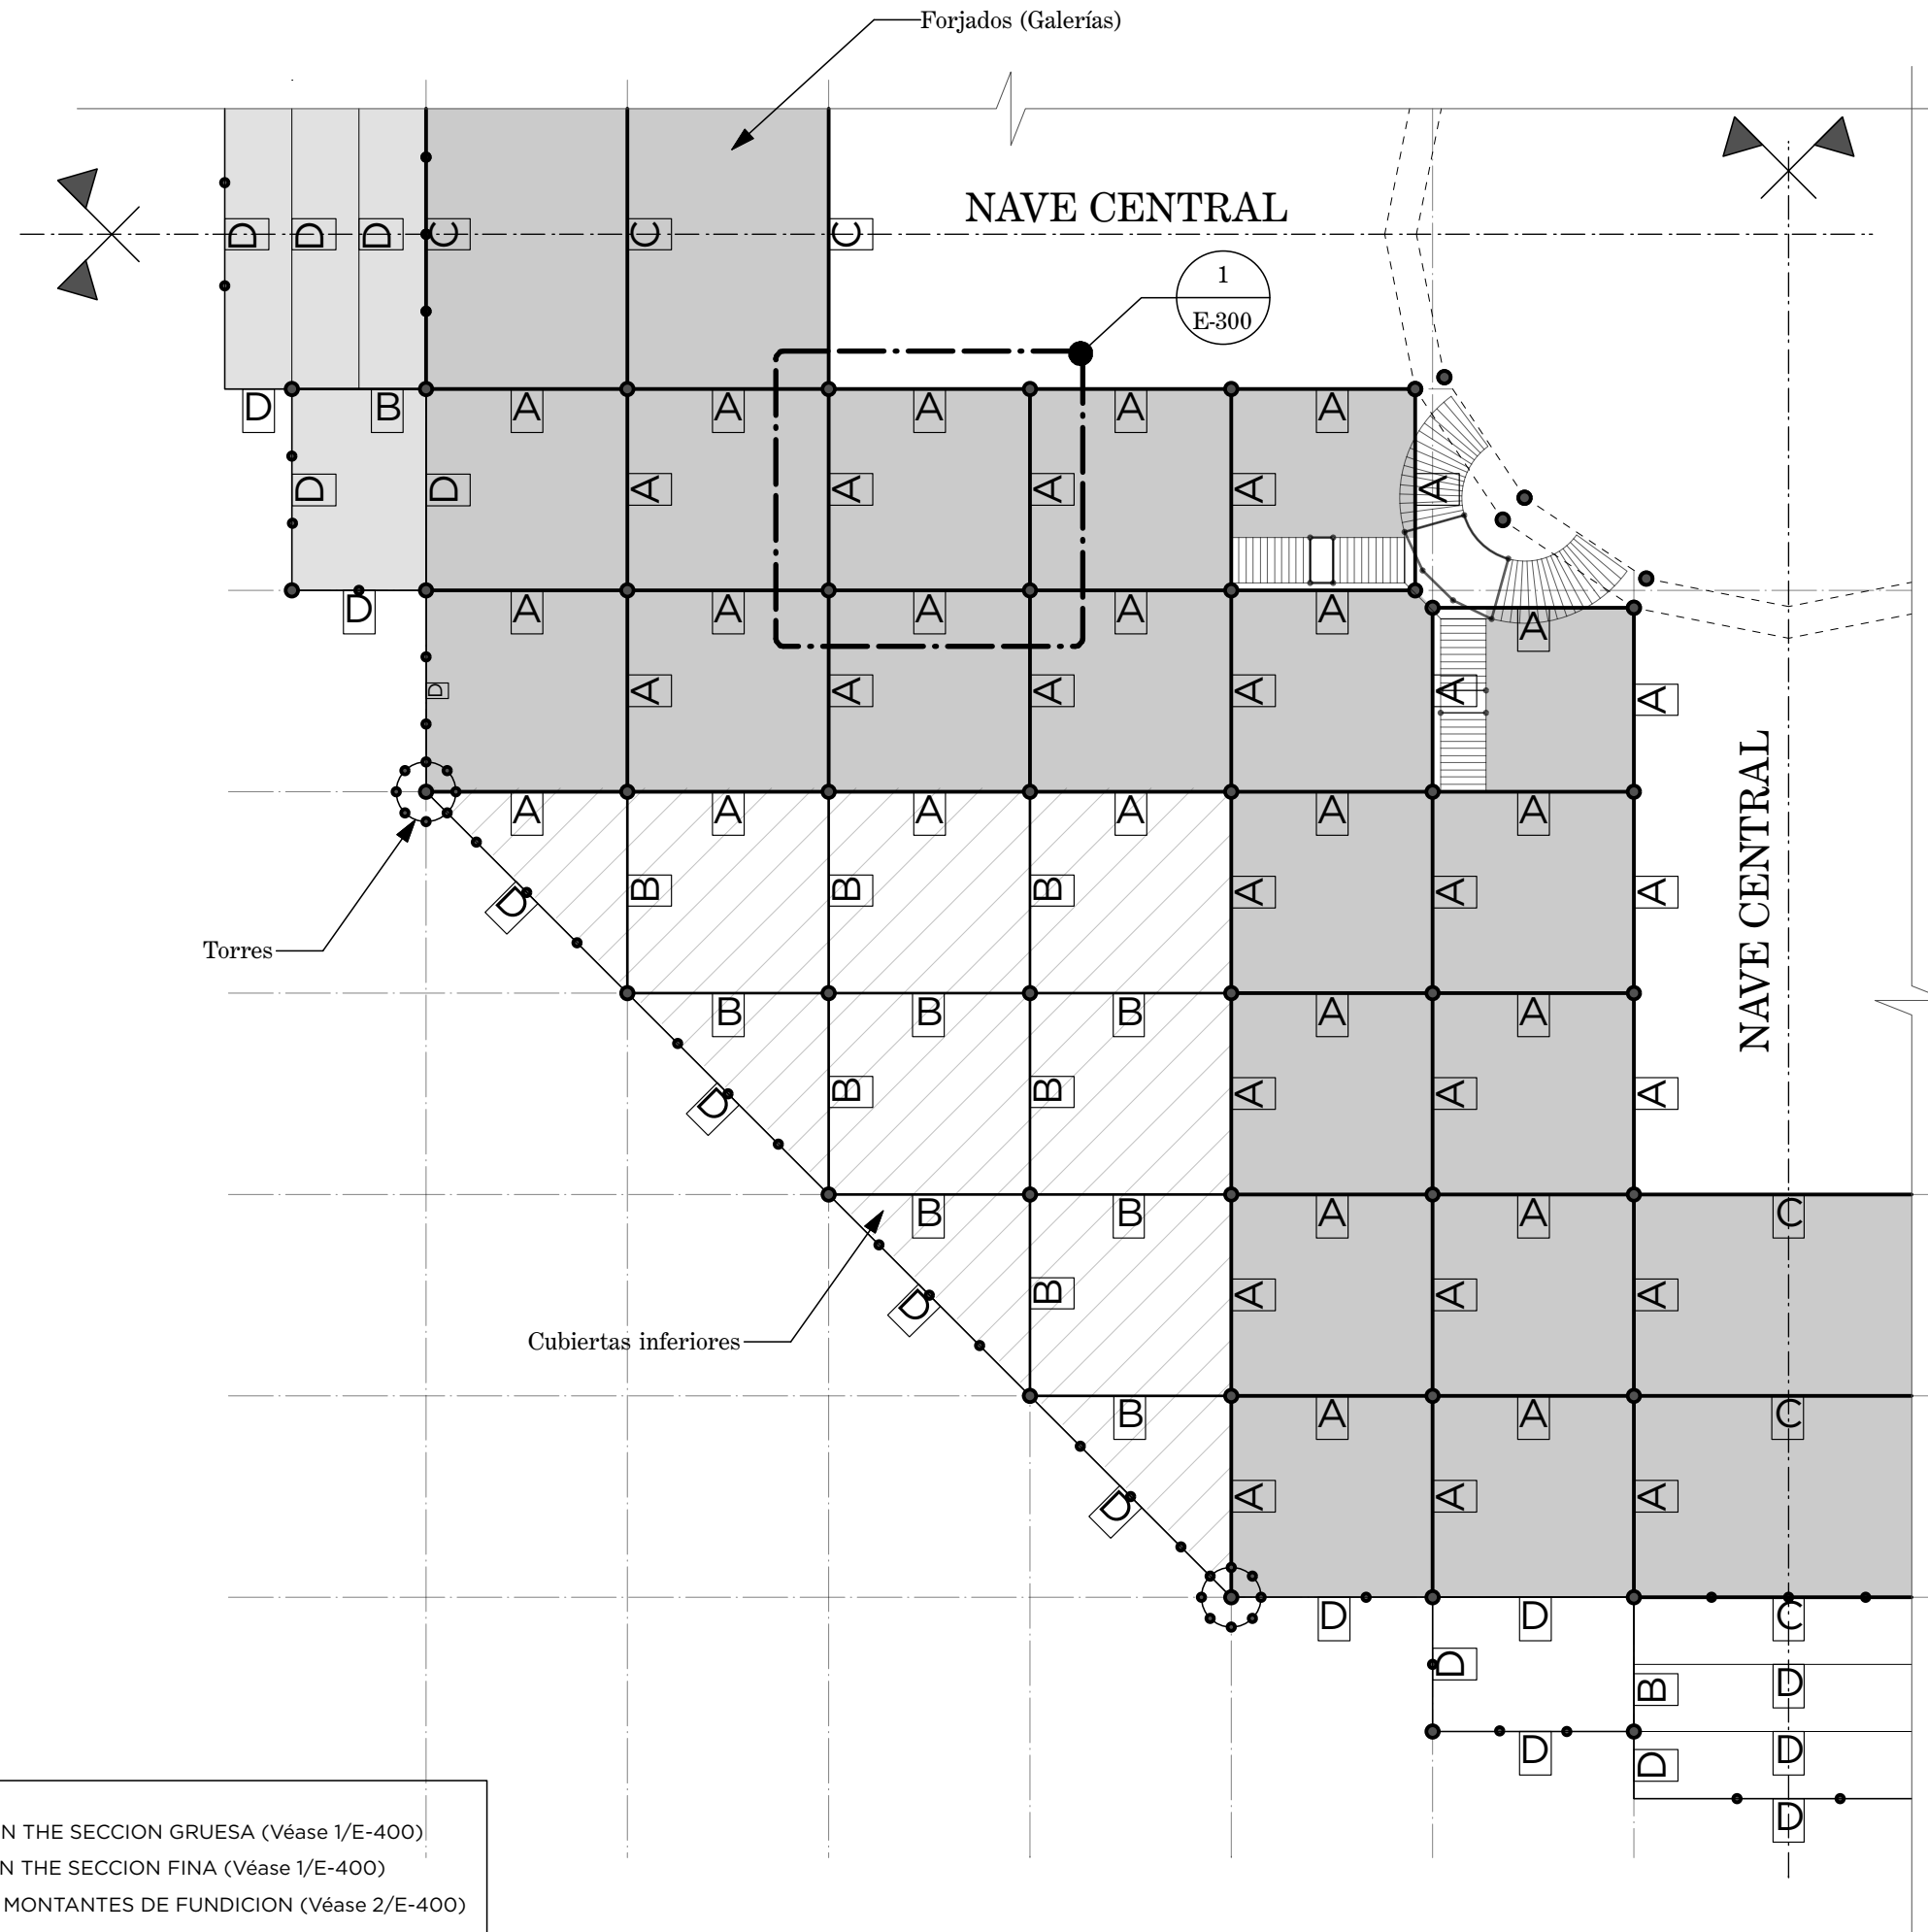 Forjados (Galerías)
NAVE CENTRAL
1
E-300
D D D C C C
D B A A A A A
D D A A A A A
D A A A A A A
D A A A A A A
A A A A A A
D B B B A A A
B B B A A
D B B A A A
B B A A C
D B A A A
B A A C
D A A A
D D C
D B D
D D D
D
NAVE CENTRAL
Torres
Cubiertas inferiores
N THE SECCION GRUESA (Véase 1/E-400)
N THE SECCION FINA (Véase 1/E-400)
MONTANTES DE FUNDICION (Véase 2/E-400)